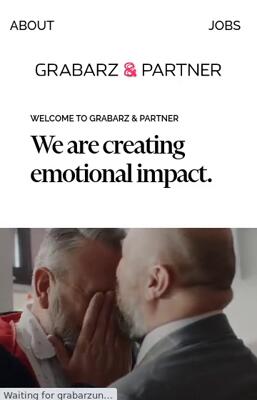 ABOUT JOBS
GRABARZ & PARTNER
WELCOME TO GRABARZ & PARTNER
We are creating
emotional impact.
Waiting for grabarzun...